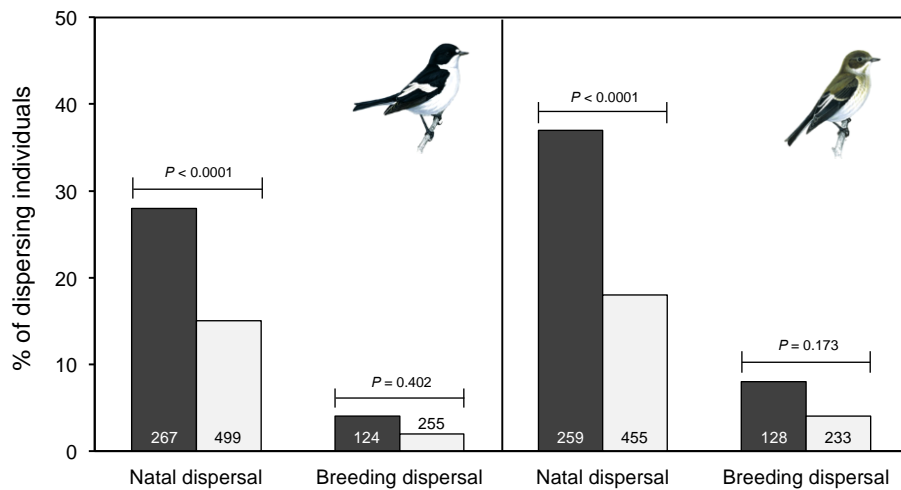 % of dispersing individuals
50
40
30
20
10
0
P < 0.0001
267
499
P = 0.402
124
255
P < 0.0001
259
455
P = 0.173
128
233
Natal dispersal
Breeding dispersal
Natal dispersal
Breeding dispersal